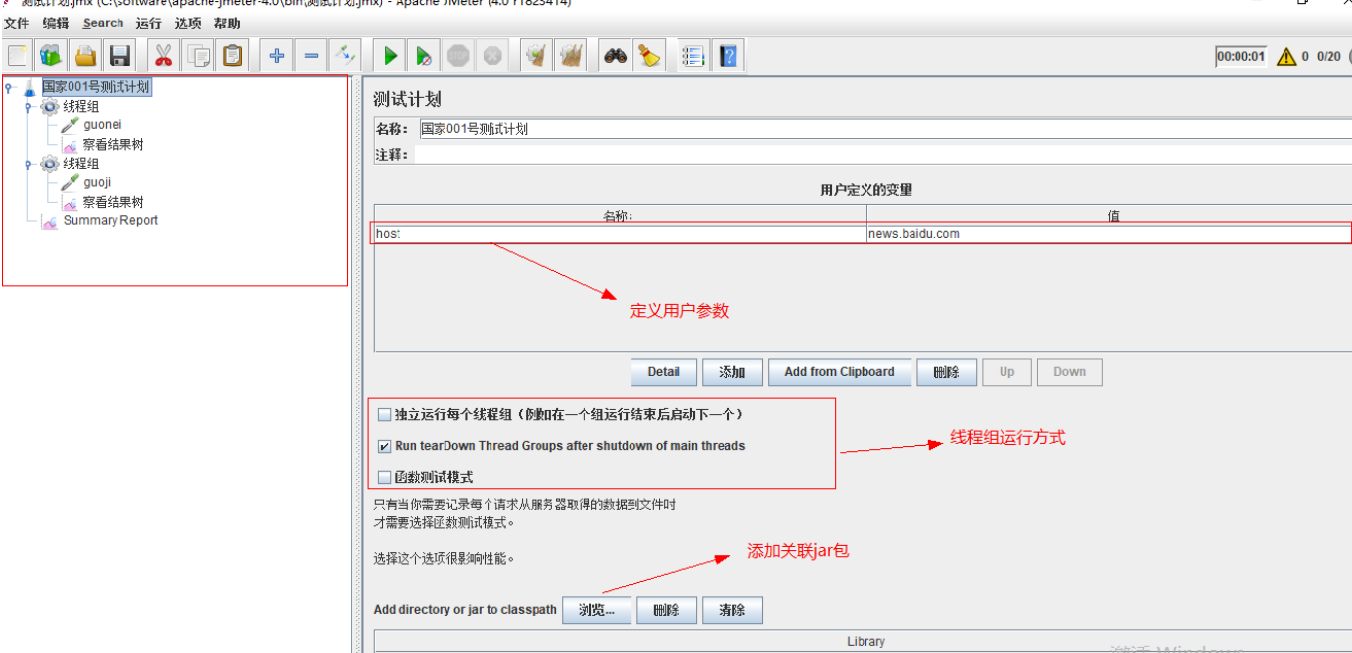 测试计划.jmx (C:\software\apache-jmeter-4.0\bin\测试计划.jmx) - Apache JMeter (4.0 r1823414)
文件 编辑 Search 运行 选项 帮助
00:00:01 0 0/20
国家001号测试计划
线程组
guonei
察看结果树
线程组
guoji
察看结果树
Summary Report
测试计划
名称: 国家001号测试计划
注释:
用户定义的变量
名称: 值
host news.baidu.com
定义用户参数
Detail 添加 Add from Clipboard 删除 Up Down
独立运行每个线程组(例如在一个组运行结束后启动下一个)
Run tearDown Thread Groups after shutdown of main threads
函数测试模式
线程组运行方式
只有当你需要记录每个请求从服务器取得的数据到文件时
才需要选择函数测试模式。
选择这个选项很影响性能。
添加关联jar包
Add directory or jar to classpath 浏览... 删除 清除
Library
激活 Windows